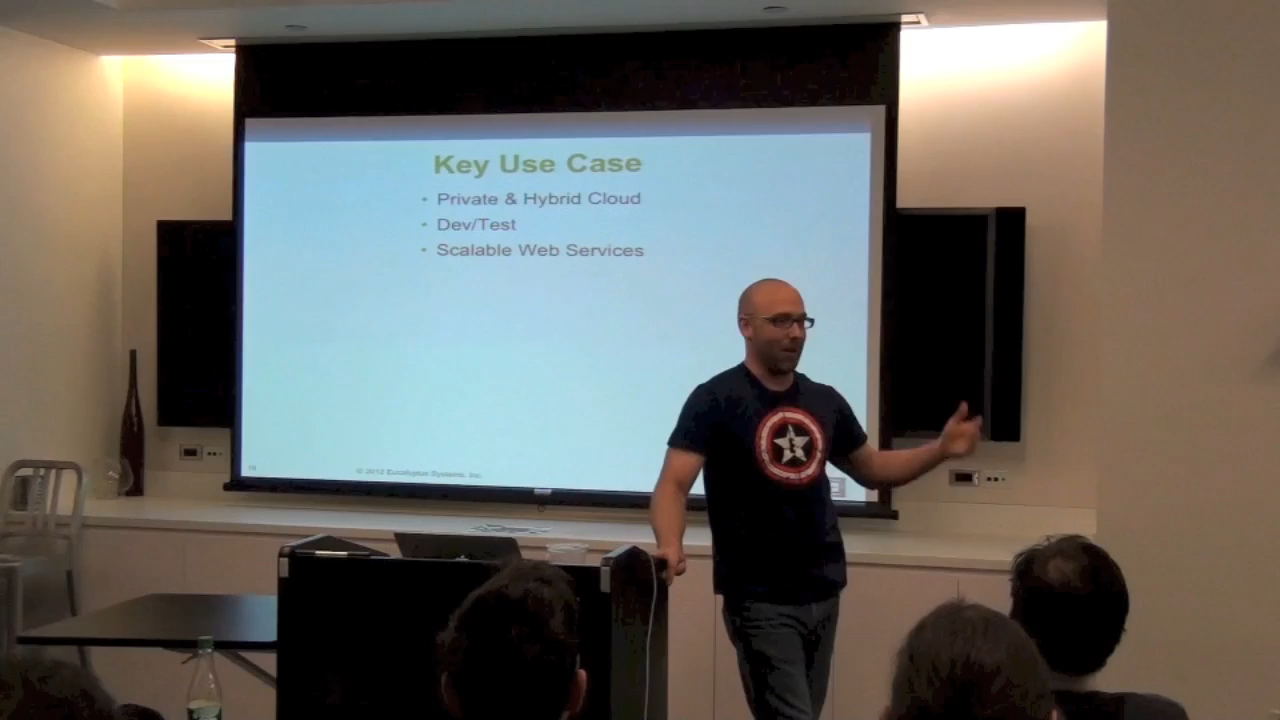 Key Use Case
• Private & Hybrid Cloud
• Dev/Test
• Scalable Web Services
© 2012 Eucalyptus Systems, Inc.